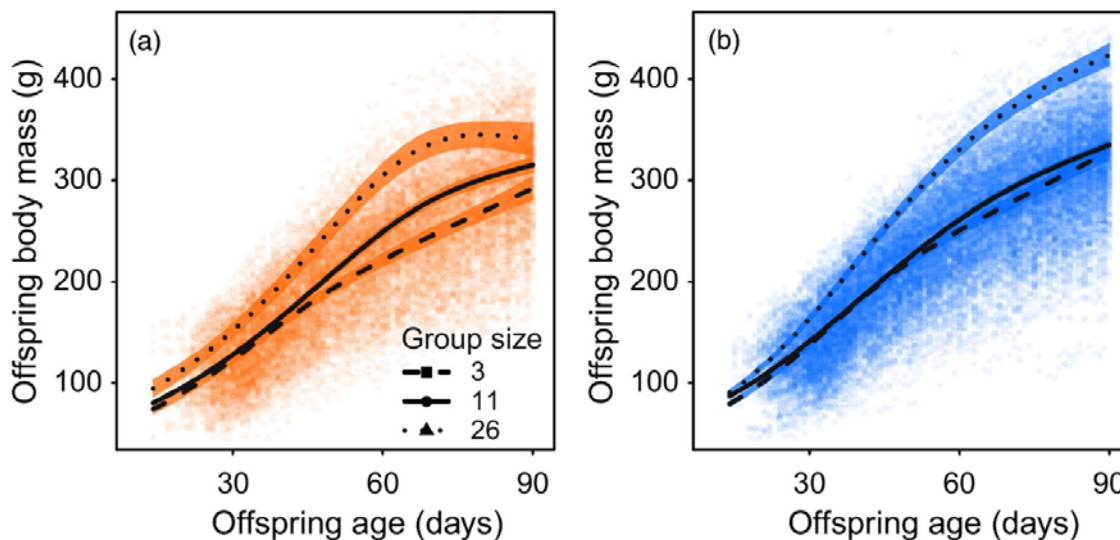 (a)
Offspring body mass (g)
400
300
200
100
Group size
3
11
26
30
60
90
Offspring age (days)
(b)
Offspring body mass (g)
400
300
200
100
30
60
90
Offspring age (days)